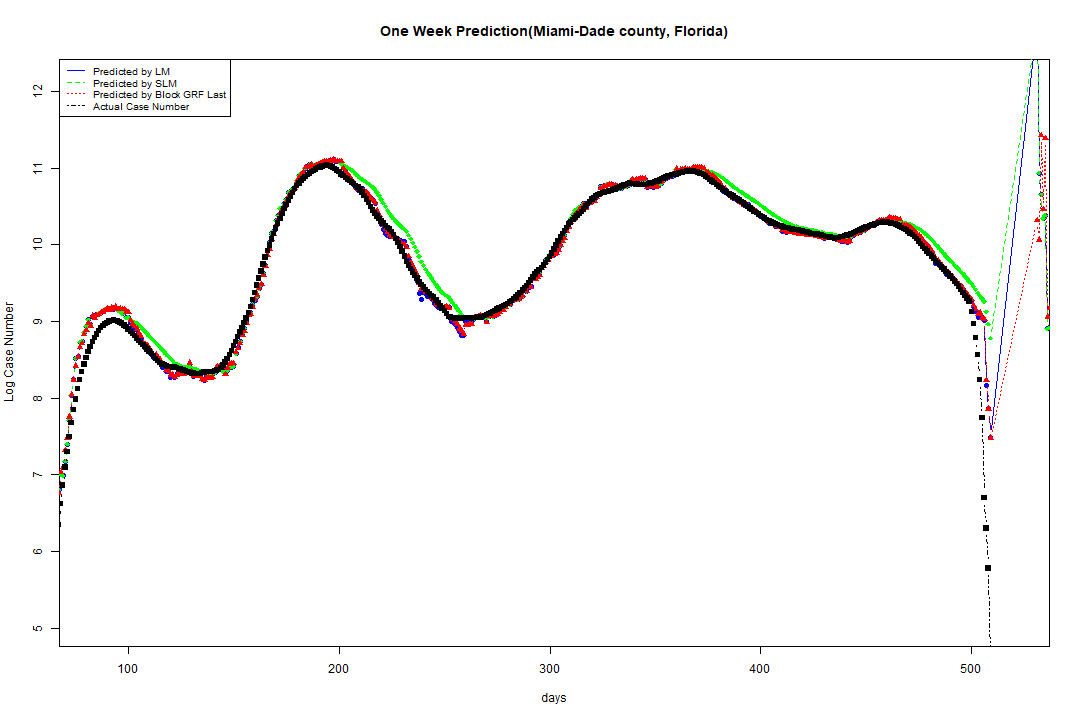 One Week Prediction(Miami-Dade county, Florida)
Predicted by LM
Predicted by SLM
Predicted by Block GRF Last
Actual Case Number
Log Case Number
12
11
10
9
8
7
6
5
100 200 300 400 500
days